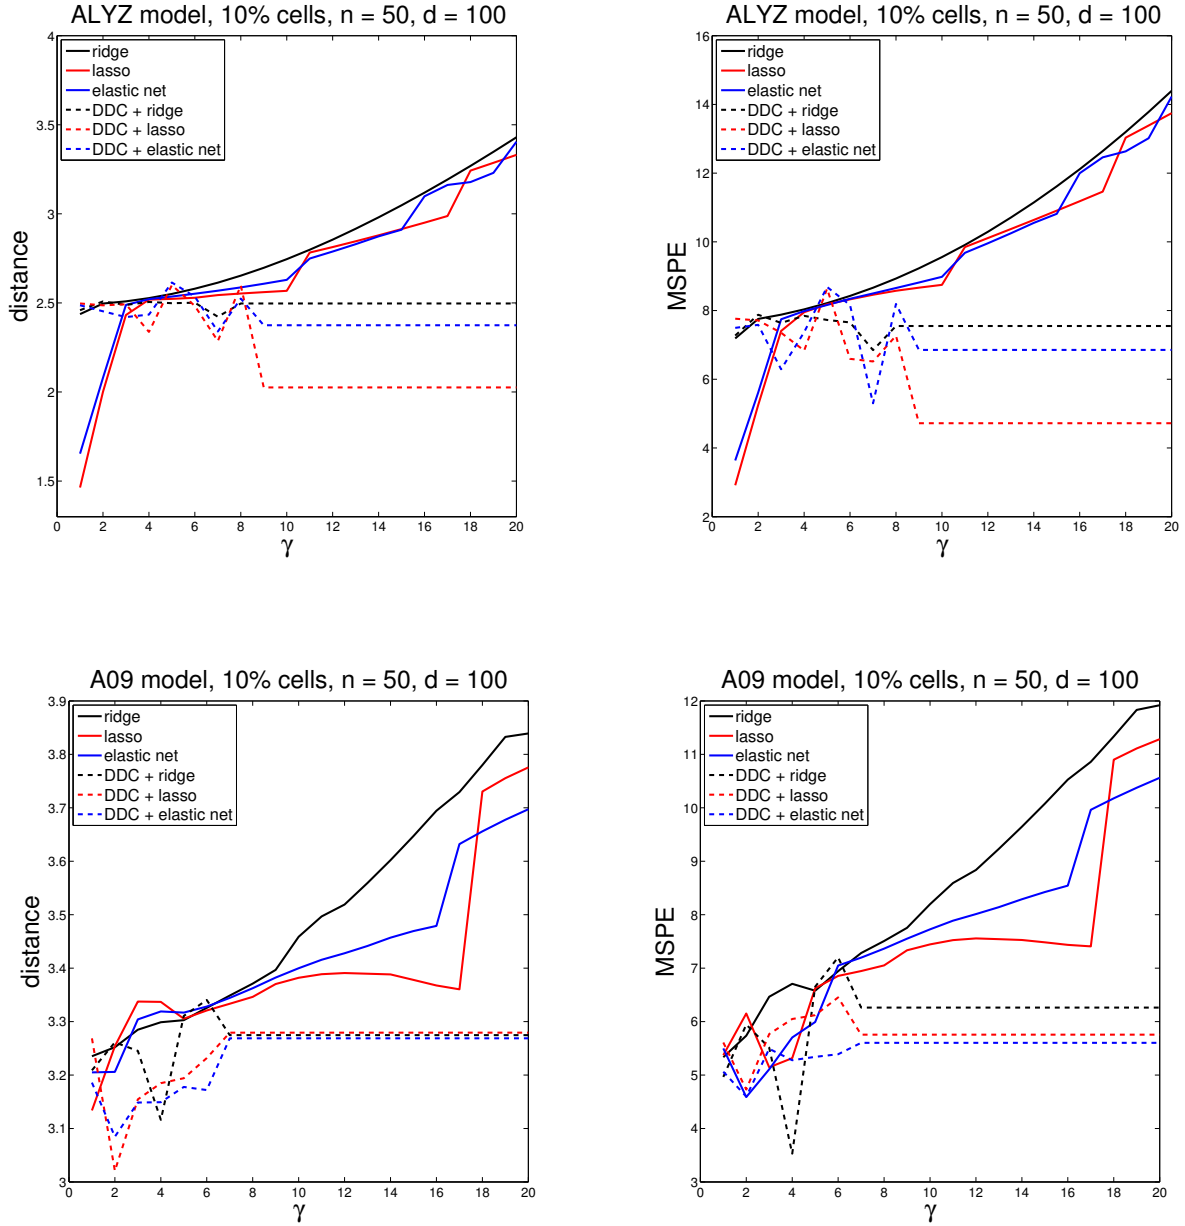 ALYZ model, 10% cells, n = 50, d = 100
4
3.5
3
2.5
2
1.5
distance
ridge
lasso
elastic net
DDC + ridge
DDC + lasso
DDC + elastic net
0 2 4 6 8 10 12 14 16 18 20
γ
ALYZ model, 10% cells, n = 50, d = 100
16
14
12
10
8
6
4
2
MSPE
ridge
lasso
elastic net
DDC + ridge
DDC + lasso
DDC + elastic net
0 2 4 6 8 10 12 14 16 18 20
γ
A09 model, 10% cells, n = 50, d = 100
3.9
3.8
3.7
3.6
3.5
3.4
3.3
3.2
3.1
3
distance
ridge
lasso
elastic net
DDC + ridge
DDC + lasso
DDC + elastic net
0 2 4 6 8 10 12 14 16 18 20
γ
A09 model, 10% cells, n = 50, d = 100
12
11
10
9
8
7
6
5
4
3
MSPE
ridge
lasso
elastic net
DDC + ridge
DDC + lasso
DDC + elastic net
0 2 4 6 8 10 12 14 16 18 20
γ